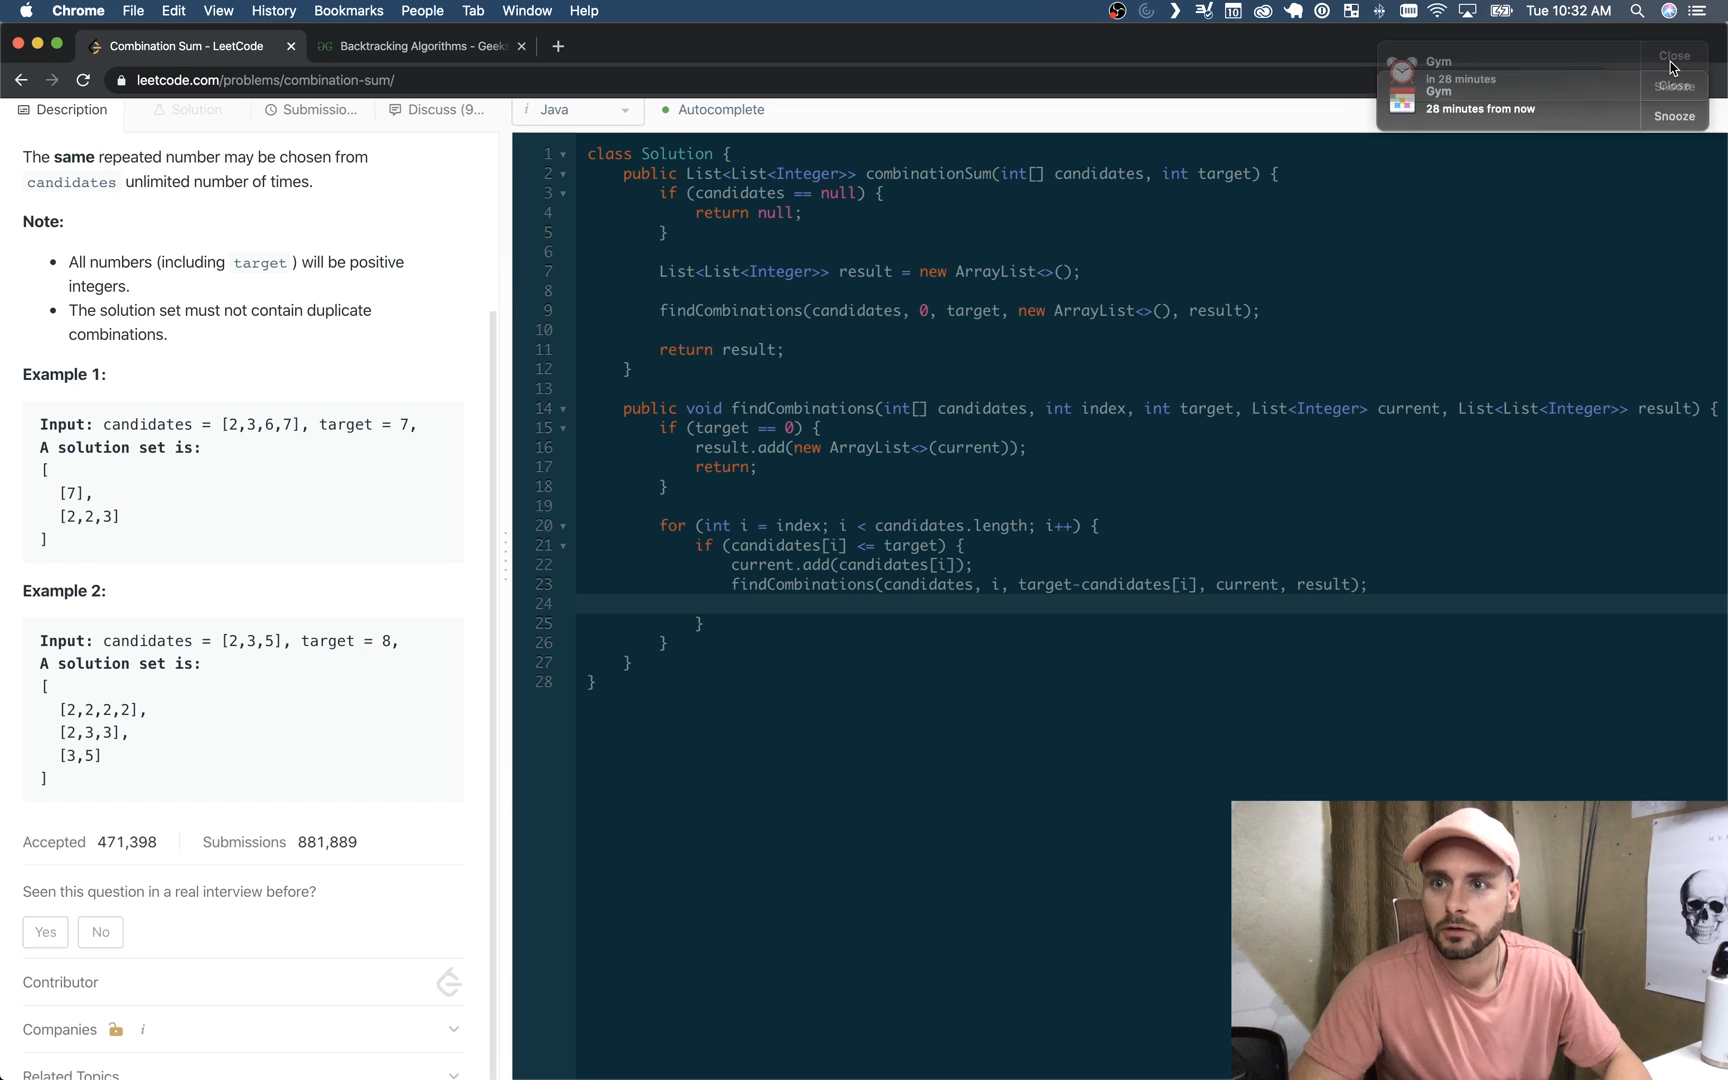 Chrome File Edit View History Bookmarks People Tab Window Help
10
Tue 10:32 AM
Combination Sum - LeetCode
Backtracking Algorithms - Geek
leetcode.com/problems/combination-sum/
Gym
in 28 minutes
Gym
28 minutes from now
Close
Close
Snooze
Description
Solution
Submissio...
Discuss (9...
i Java
Autocomplete
The same repeated number may be chosen from
candidates unlimited number of times.
Note:
• All numbers (including target ) will be positive
integers.
• The solution set must not contain duplicate
combinations.
Example 1:
Input: candidates = [2,3,6,7], target = 7,
A solution set is:
[
[7],
[2,2,3]
]
Example 2:
Input: candidates = [2,3,5], target = 8,
A solution set is:
[
[2,2,2,2],
[2,3,3],
[3,5]
]
Accepted 471,398
Submissions 881,889
Seen this question in a real interview before?
Yes No
Contributor
Companies i
Related Topics
1 class Solution {
2 public List<List<Integer>> combinationSum(int[] candidates, int target) {
3 if (candidates == null) {
4 return null;
5 }
6
7 List<List<Integer>> result = new ArrayList<>();
8
9 findCombinations(candidates, 0, target, new ArrayList<>(), result);
10
11 return result;
12 }
13
14 public void findCombinations(int[] candidates, int index, int target, List<Integer> current, List<List<Integer>> result) {
15 if (target == 0) {
16 result.add(new ArrayList<>(current));
17 return;
18 }
19
20 for (int i = index; i < candidates.length; i++) {
21 if (candidates[i] <= target) {
22 current.add(candidates[i]);
23 findCombinations(candidates, i, target-candidates[i], current, result);
24
25 }
26 }
27 }
28 }